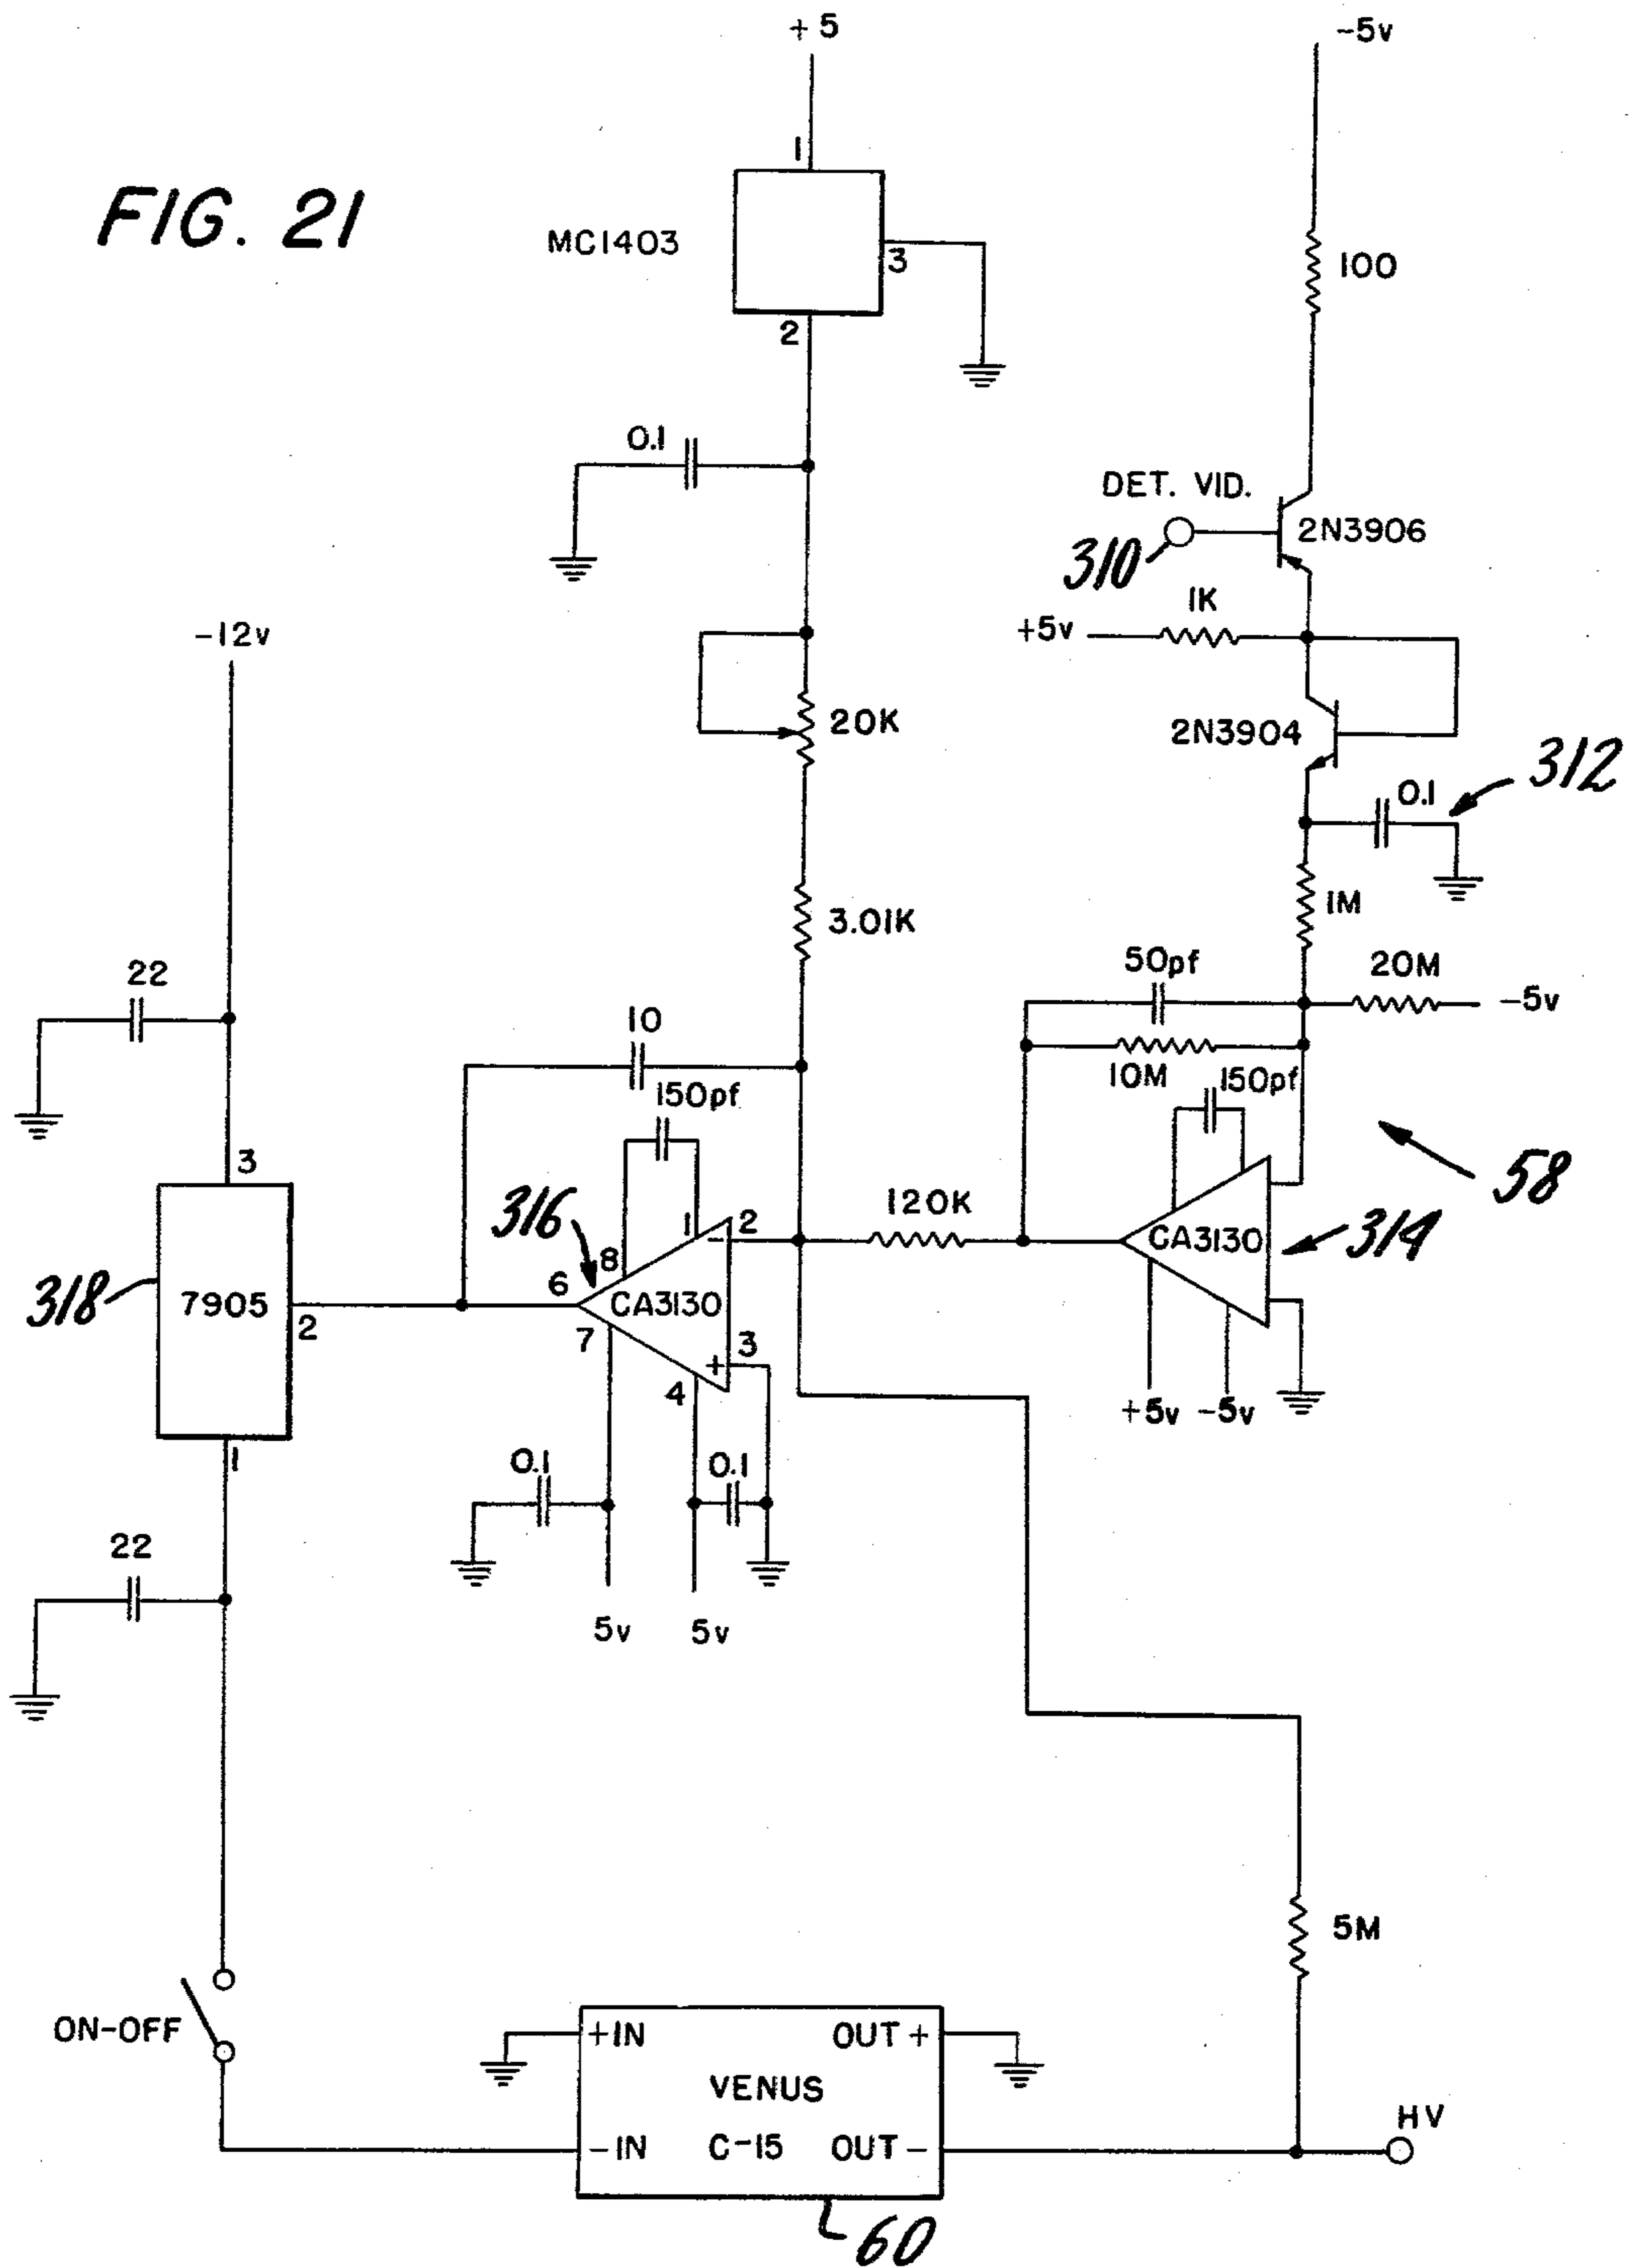 FIG. 21
+5
-5v
1
MC1403
3
2
100
0.1
DET. VID.
310
2N3906
1K
+5v
-12v
20K
2N3904
312
0.1
3.01K
1M
22
10
50pf
20M
-5v
10M
150pf
150pf
58
3
316
1
2
-
120K
CA3130
314
8
6
318
7905
2
CA3130
7
3
+
4
+5v
-5v
1
0.1
0.1
22
5v
5v
5M
ON-OFF
+IN
OUT +
VENUS
HV
-IN
C-15
OUT -
60